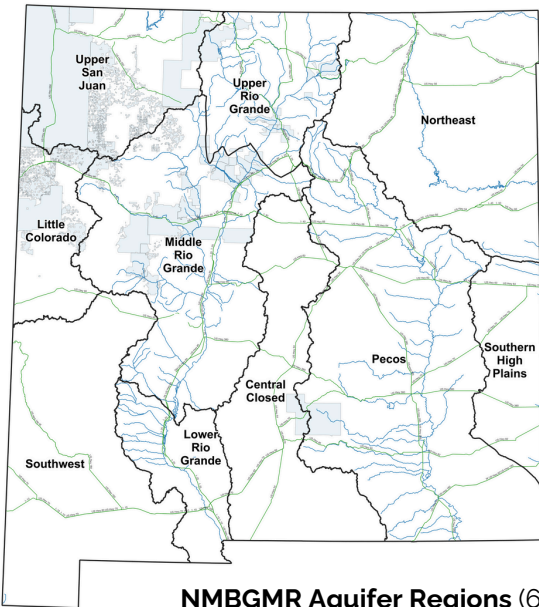 Upper
San
Juan
Upper
Rio
Grande
Northeast
Little
Colorado
Middle
Rio
Grande
Southern
High
Plains
Pecos
Central
Closed
Lower
Rio
Grande
Southwest
NMBGMR Aquifer Regions (6